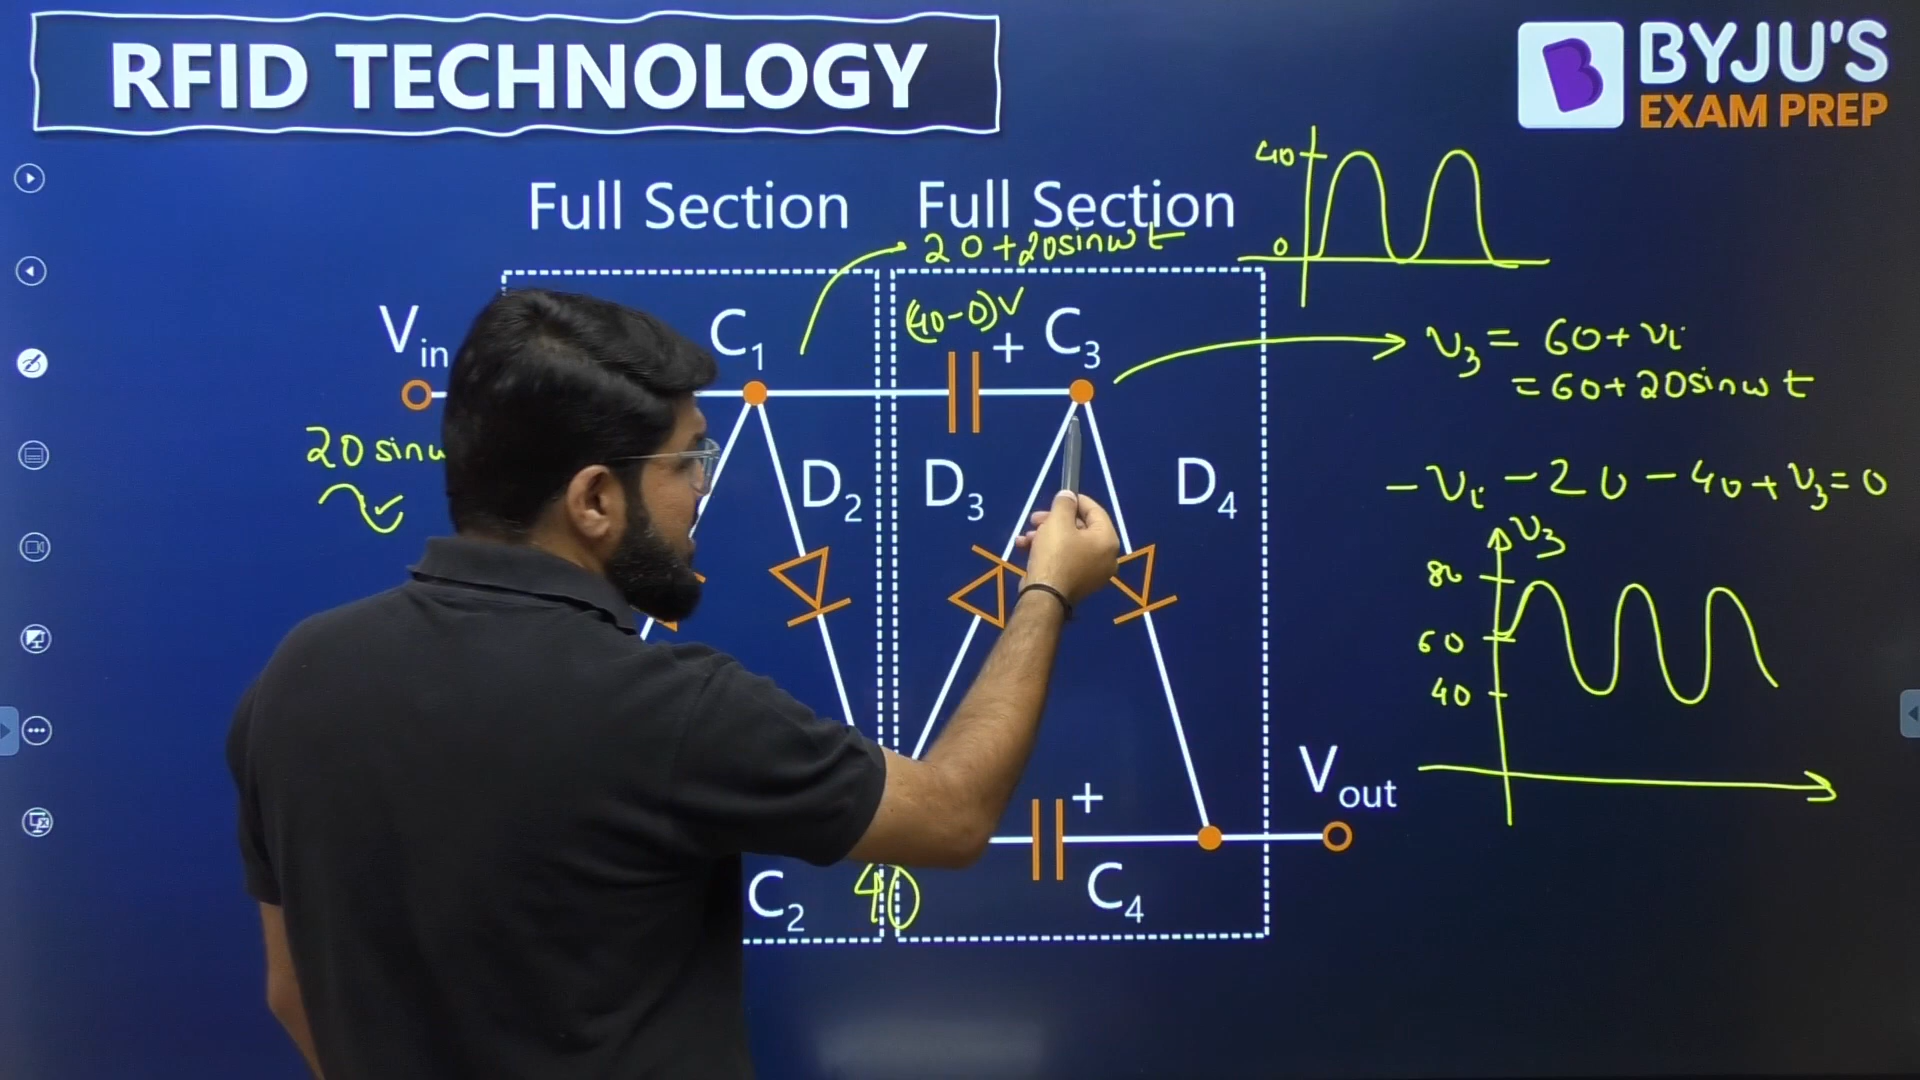 RFID TECHNOLOGY
BYJU'S
EXAM PREP
Full Section
Full Section
40
0
20+20sinωt
(40-0)V
Vin
C1
+ C3
v3 = 60+vi
= 60+20sinωt
20 sinω
D2
D3
D4
-vi -20 -40+v3=0
v3
80
60
40
Vout
+
C2
40
C4